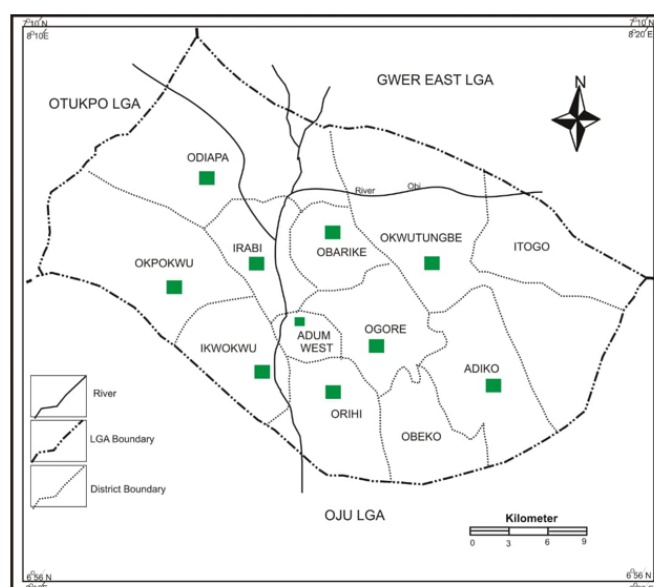 7°10 N
8°10 E
7°10 N
8°20 E
GWER EAST LGA
OTUKPO LGA
N
ODIAPA
River
Obi
IRABI
OBARIKE
OKWUTUNGBE
ITOGO
OKPOKWU
ADUM
WEST
OGORE
IKWOKWU
ADIKO
ORIHI
OBEKO
River
LGA Boundary
District Boundary
OJU LGA
Kilometer
0 3 6 9
6°56 N
6°56 N